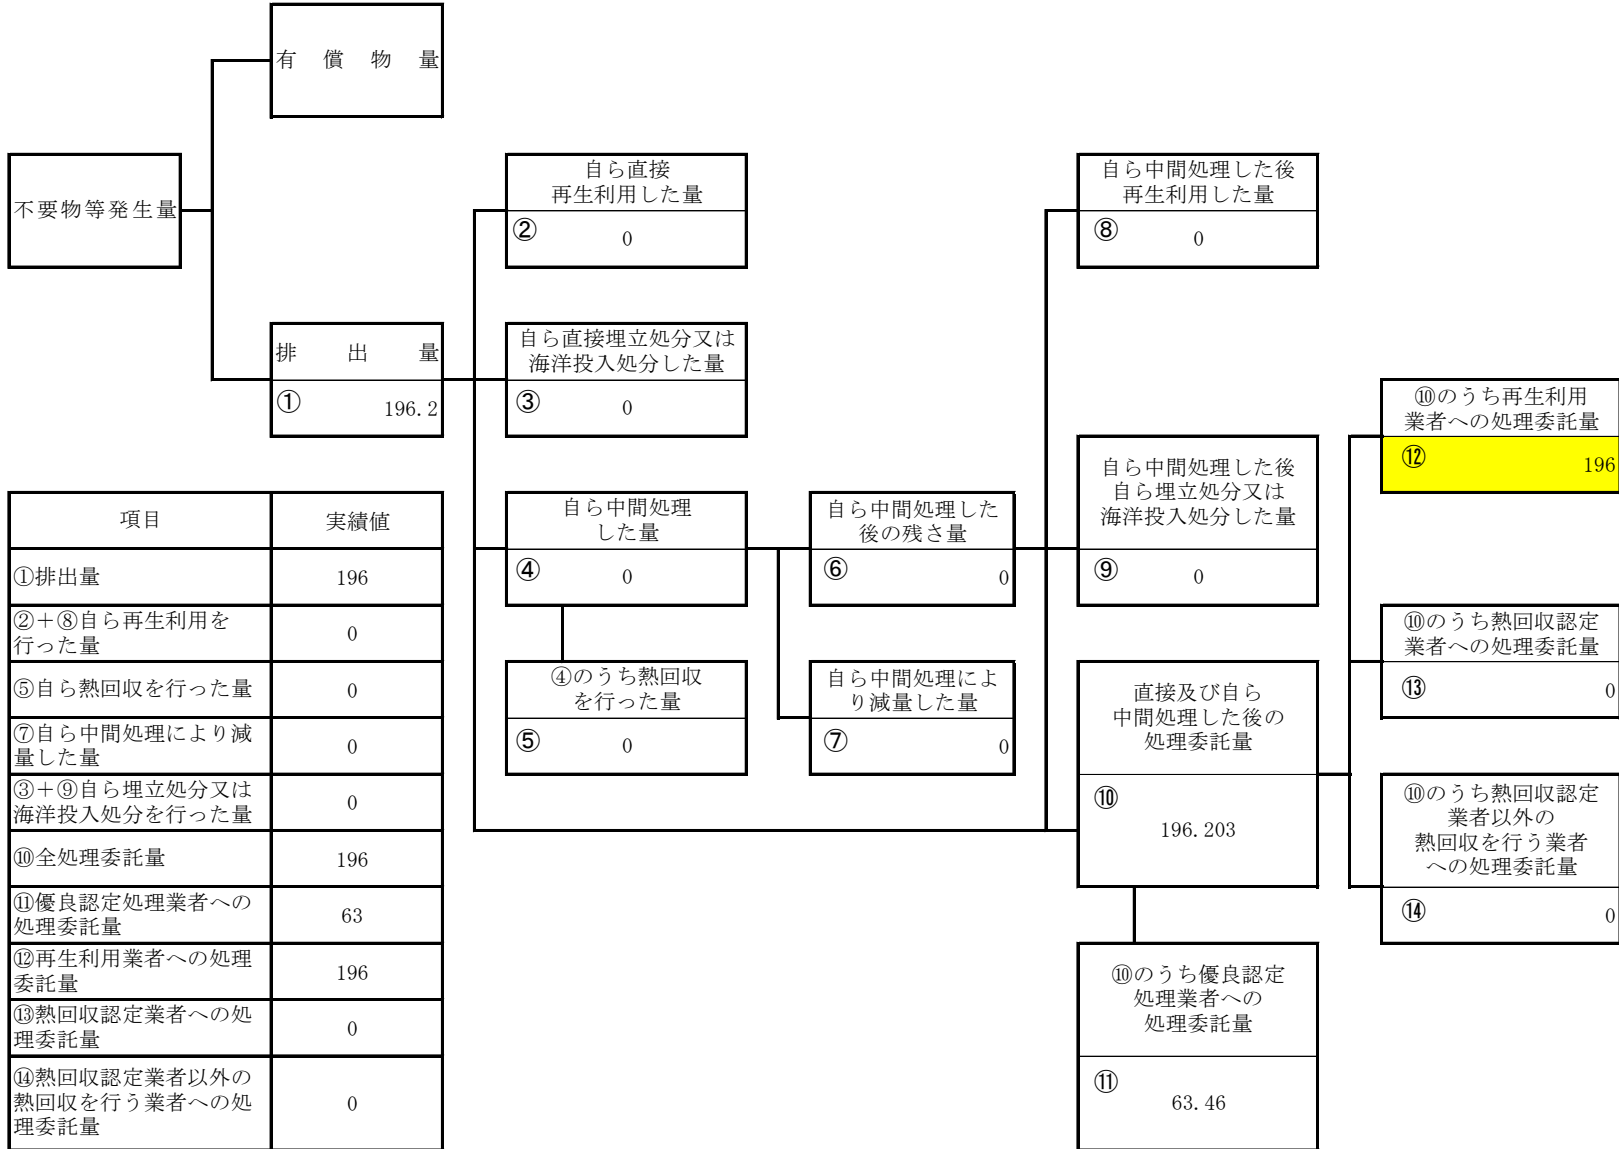 有償物量
不要物等発生量
排出量
① 196.2
自ら直接
再生利用した量
② 0
自ら直接埋立処分又は
海洋投入処分した量
③ 0
自ら中間処理
した量
④ 0
④のうち熱回収
を行った量
⑤ 0
自ら中間処理した
後の残さ量
⑥ 0
自ら中間処理によ
り減量した量
⑦ 0
自ら中間処理した後
再生利用した量
⑧ 0
自ら中間処理した後
自ら埋立処分又は
海洋投入処分した量
⑨ 0
直接及び自ら
中間処理した後の
処理委託量
⑩
196.203
⑩のうち優良認定
処理業者への
処理委託量
⑪
63.46
⑩のうち再生利用
業者への処理委託量
⑫ 196
⑩のうち熱回収認定
業者への処理委託量
⑬ 0
⑩のうち熱回収認定
業者以外の
熱回収を行う業者
への処理委託量
⑭ 0
項目 実績値
①排出量 196
②+⑧自ら再生利用を
行った量 0
⑤自ら熱回収を行った量 0
⑦自ら中間処理により減
量した量 0
③+⑨自ら埋立処分又は
海洋投入処分を行った量 0
⑩全処理委託量 196
⑪優良認定処理業者への
処理委託量 63
⑫再生利用業者への処理
委託量 196
⑬熱回収認定業者への処
理委託量 0
⑭熱回収認定業者以外の
熱回収を行う業者への処 0
理委託量